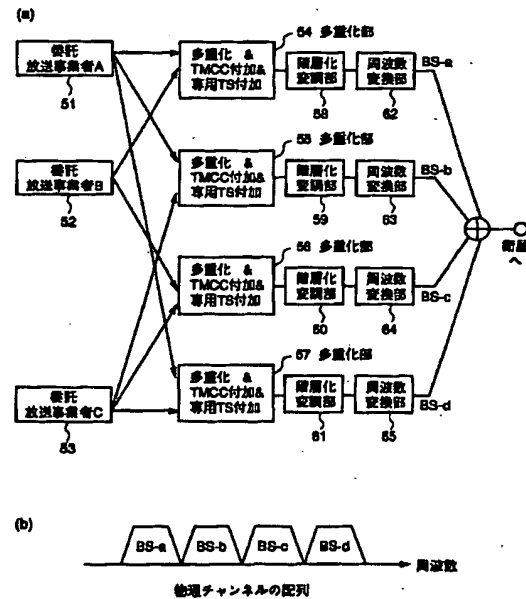 (a)
委託
放送事業者A
51
委託
放送事業者B
52
委託
放送事業者C
53
54 多重化部
多重化 &
TMCC付加&
専用TS付加
階層化
変調部
58
周波数
変換部
62
BS-a
55 多重化部
多重化 &
TMCC付加&
専用TS付加
階層化
変調部
59
周波数
変換部
63
BS-b
56 多重化部
多重化 &
TMCC付加&
専用TS付加
階層化
変調部
60
周波数
変換部
64
BS-c
57 多重化部
多重化 &
TMCC付加&
専用TS付加
階層化
変調部
61
周波数
変換部
65
BS-d
衛星
へ
(b)
BS-a BS-b BS-c BS-d
周波数
物理チャンネルの配列